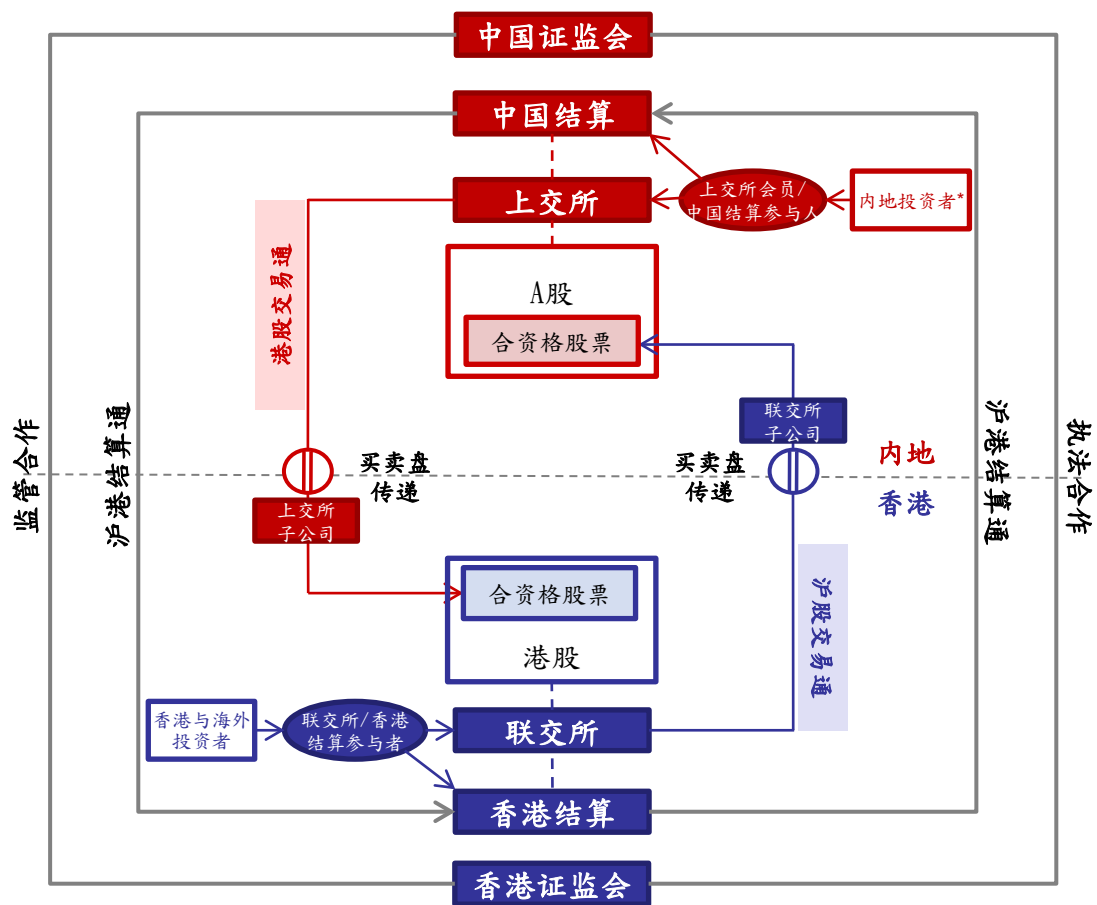 中国证监会
中国结算
上交所
上交所会员/
中国结算参与人
内地投资者*
港股交易通
A股
合资格股票
联交所
子公司
监管合作
沪港结算通
买卖盘
传递
买卖盘
传递
内地
香港
沪港结算通
执法合作
上交所
子公司
合资格股票
港股
沪股交易通
香港与海外
投资者
联交所/香港
结算参与者
联交所
香港结算
香港证监会